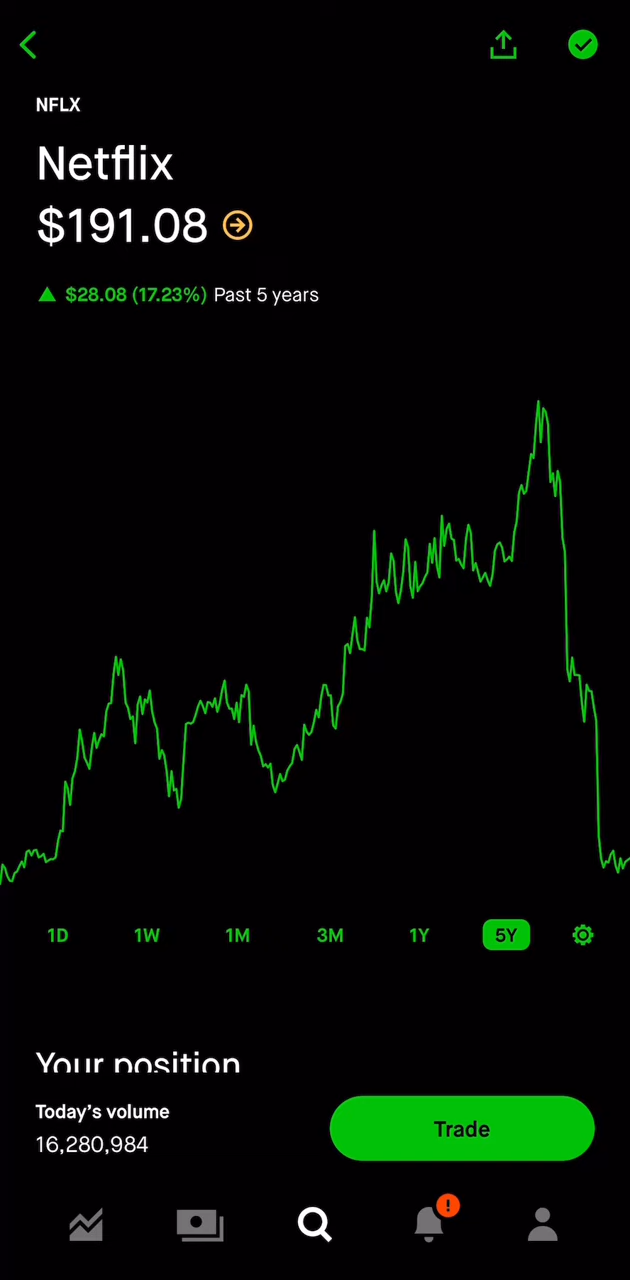 NFLX
Netflix
$191.08
$28.08 (17.23%) Past 5 years
1D 1W 1M 3M 1Y 5Y
Your position
Today's volume
16,280,984
Trade
!